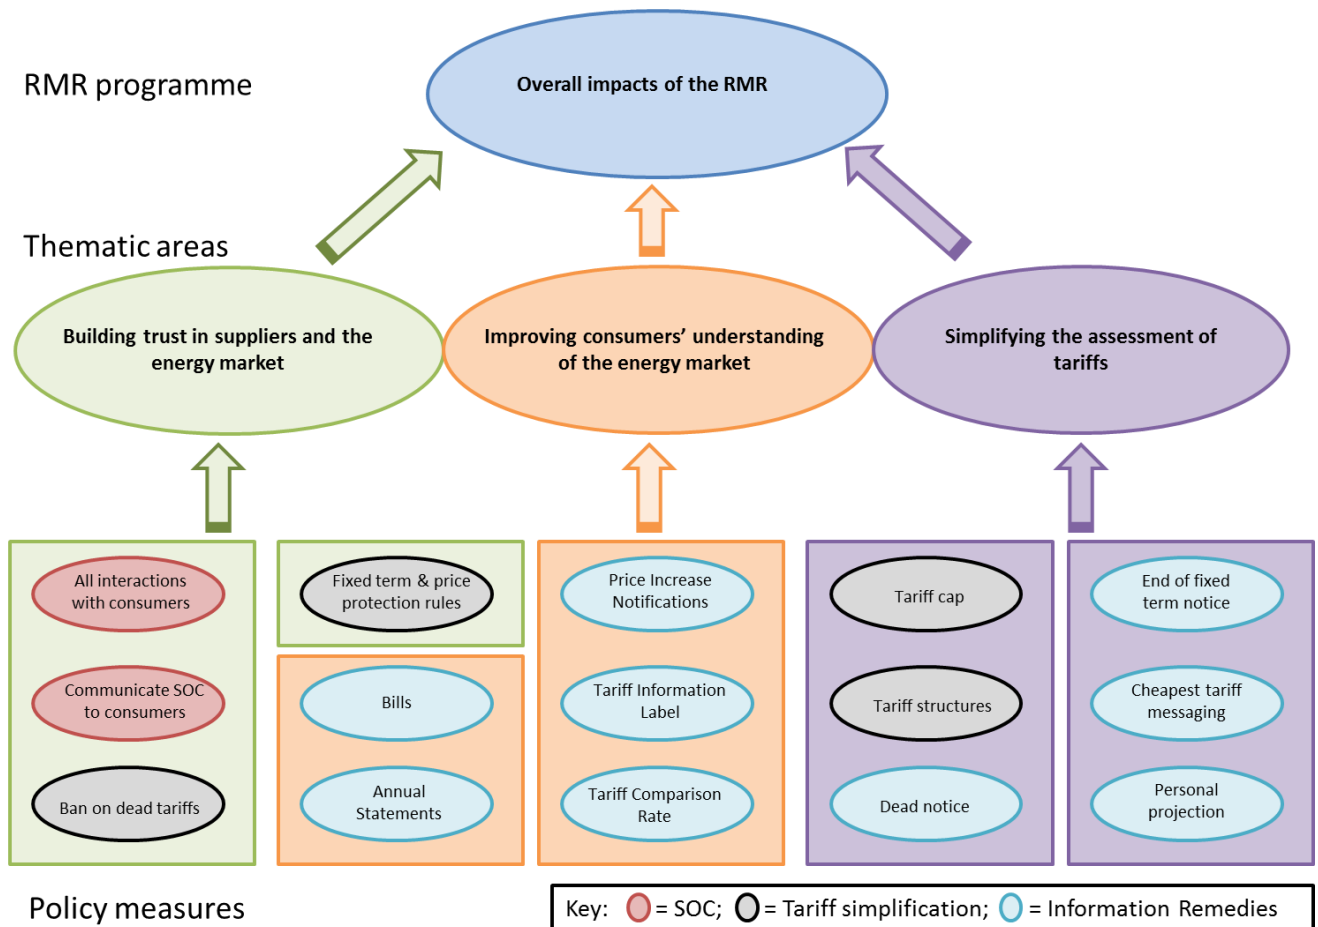 RMR programme
Overall impacts of the RMR
Thematic areas
Building trust in suppliers and the
energy market
Improving consumers’ understanding
of the energy market
Simplifying the assessment of
tariffs
All interactions
with consumers
Communicate SOC
to consumers
Ban on dead tariffs
Fixed term & price
protection rules
Bills
Annual
Statements
Price Increase
Notifications
Tariff Information
Label
Tariff Comparison
Rate
Tariff cap
Tariff structures
Dead notice
End of fixed
term notice
Cheapest tariff
messaging
Personal
projection
Policy measures
Key: = SOC; = Tariff simplification; = Information Remedies